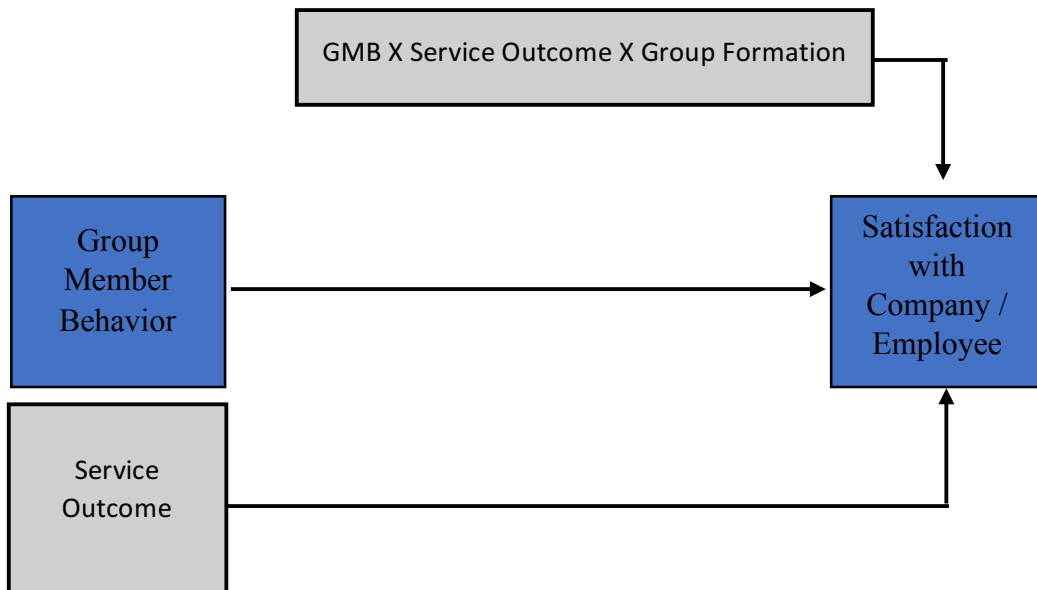 GMB X Service Outcome X Group Formation
Group
Member
Behavior
Satisfaction
with
Company /
Employee
Service
Outcome